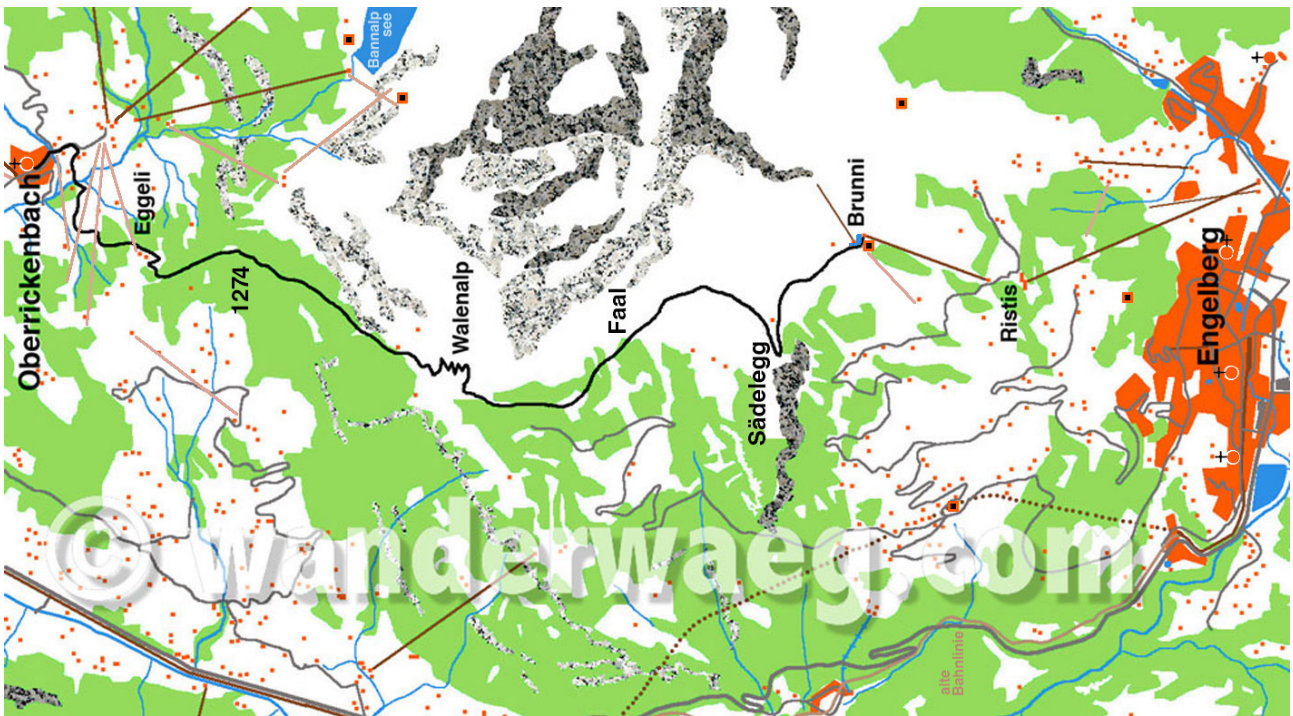 Oberrickenbach
Eggeli
1274
Bannalp
see
Walenalp
Faal
Sädelegg
Brunni
Ristis
Engelberg
alte
Bahnlinie
© wanderwaeg.com